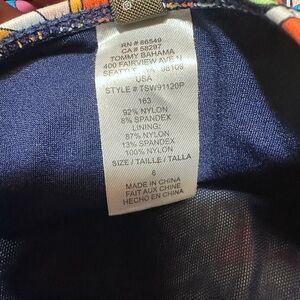 RN # 86549
CA # 58297
TOMMY BAHAMA
400 FAIRVIEW AVE N
SEATTLE 98109
USA
STYLE # TSW91120P
163
92% NYLON
8% SPANDEX
LINING:
87% NYLON
13% SPANDEX
100% NYLON
SIZE / TAILLE / TALLA
6
MADE IN CHINA
FAIT AUX CHINE
HECHO EN CHINA